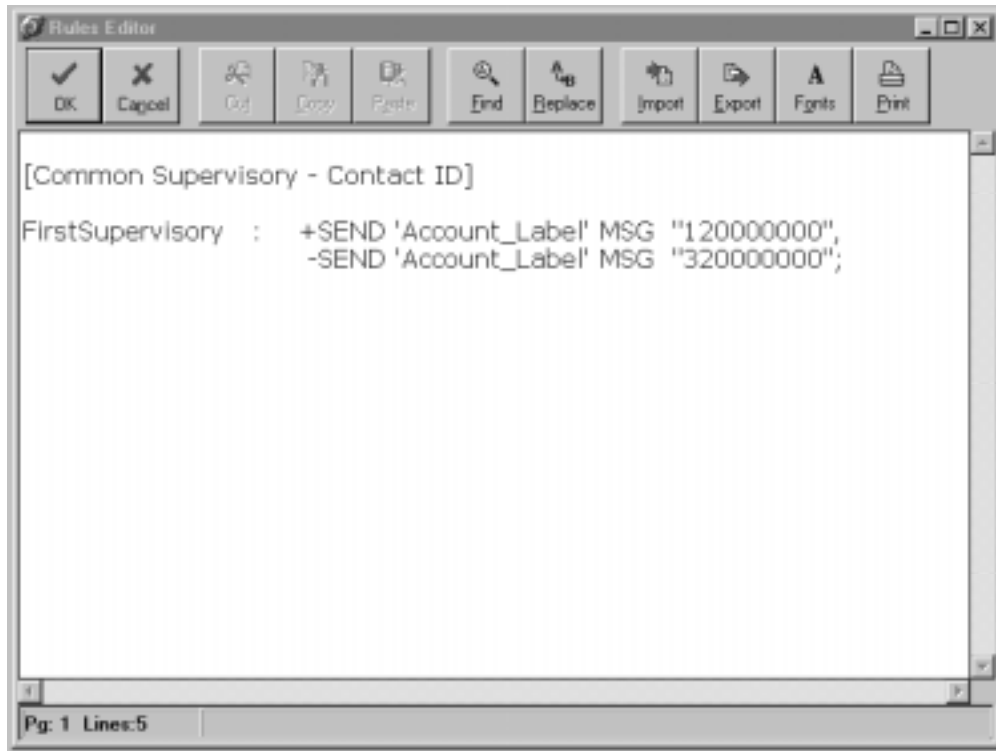 Rules Editor
OK Cancel Cut Copy Paste Find Replace Import Export Fonts Print
[Common Supervisory - Contact ID]
FirstSupervisory : +SEND 'Account_Label' MSG "120000000",
-SEND 'Account_Label' MSG "320000000";
Pg: 1 Lines:5